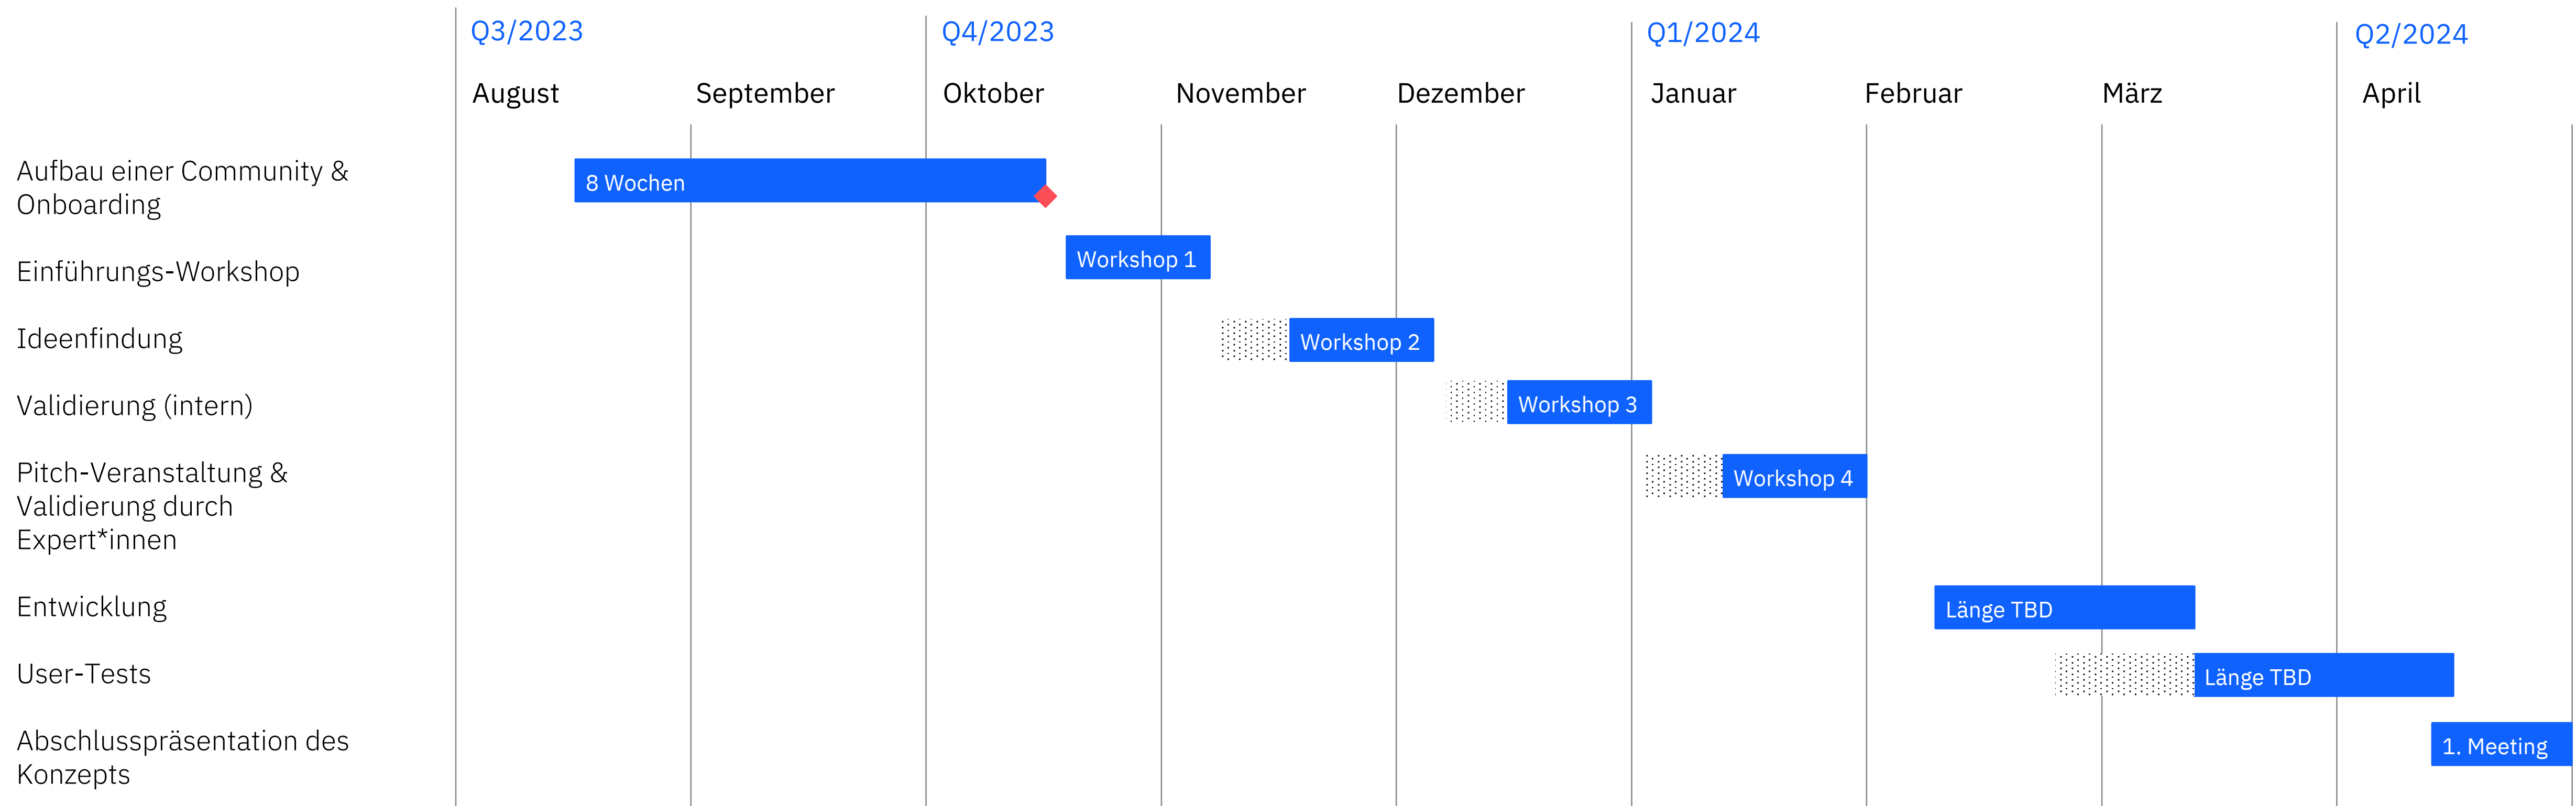 Q3/2023
Q4/2023
Q1/2024
Q2/2024
August
September
Oktober
November
Dezember
Januar
Februar
März
April
Aufbau einer Community &
Onboarding
8 Wochen
Einführungs-Workshop
Workshop 1
Ideenfindung
Workshop 2
Validierung (intern)
Workshop 3
Pitch-Veranstaltung &
Validierung durch
Expert*innen
Workshop 4
Entwicklung
Länge TBD
User-Tests
Länge TBD
Abschlusspräsentation des
Konzepts
1. Meeting